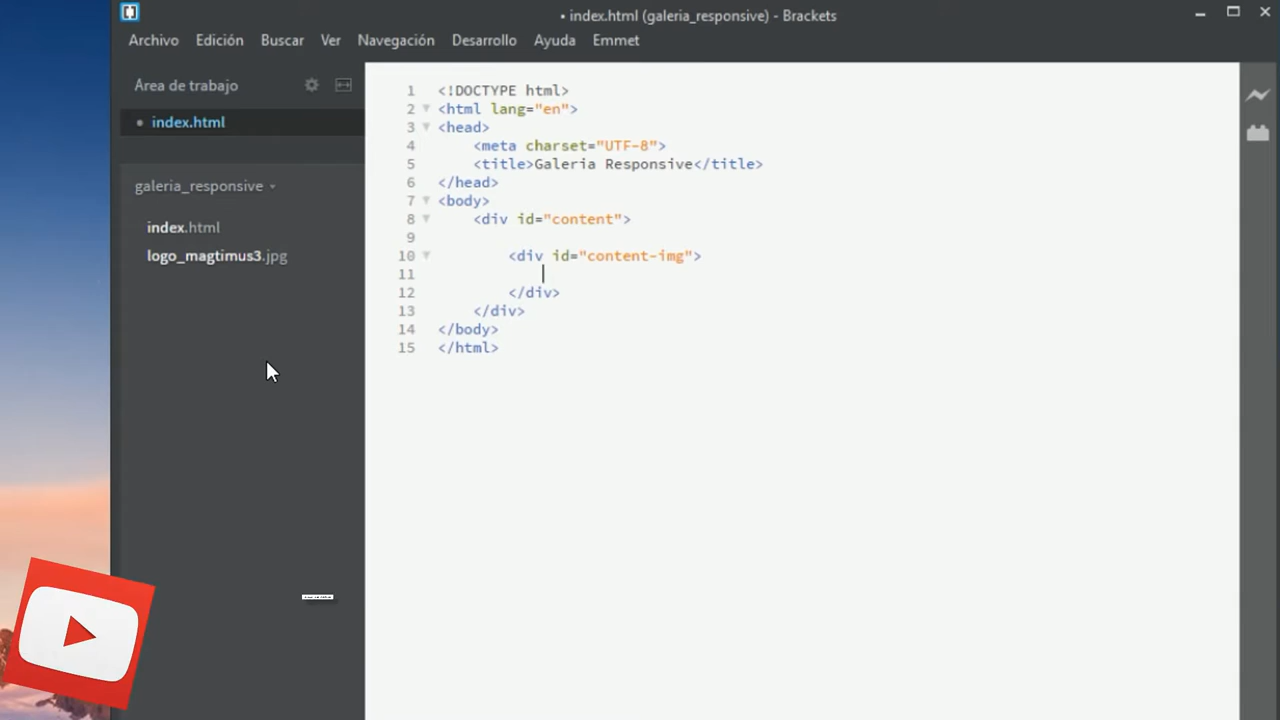 • index.html (galeria_responsive) - Brackets
Archivo Edición Buscar Ver Navegación Desarrollo Ayuda Emmet
Área de trabajo
• index.html
galeria_responsive
index.html
logo_magtimus3.jpg
1 <!DOCTYPE html>
2 <html lang="en">
3 <head>
4 <meta charset="UTF-8">
5 <title>Galeria Responsive</title>
6 </head>
7 <body>
8 <div id="content">
9
10 <div id="content-img">
11
12 </div>
13 </div>
14 </body>
15 </html>